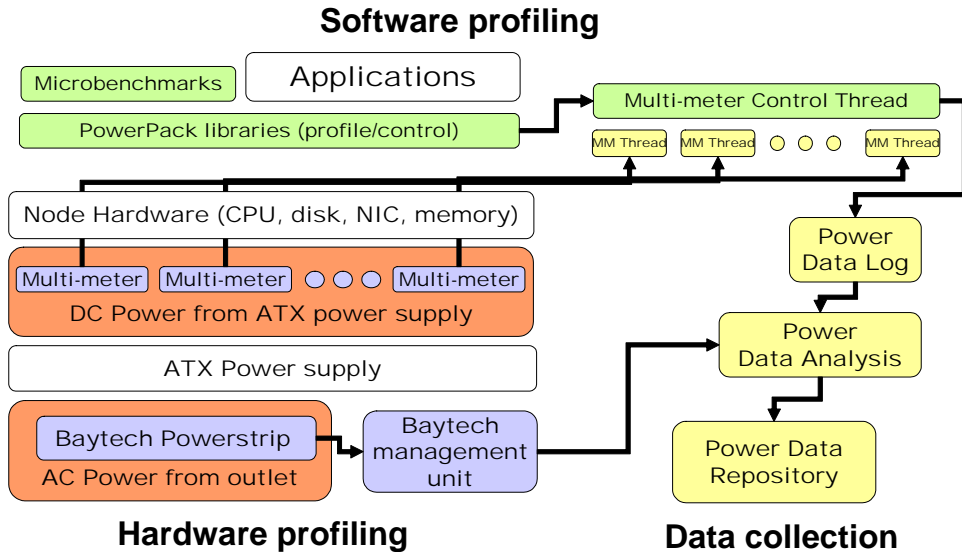 Software profiling
Microbenchmarks
Applications
PowerPack libraries (profile/control)
Multi-meter Control Thread
MM Thread
MM Thread
MM Thread
Node Hardware (CPU, disk, NIC, memory)
Multi-meter
Multi-meter
Multi-meter
DC Power from ATX power supply
ATX Power supply
Baytech Powerstrip
AC Power from outlet
Baytech
management
unit
Power
Data Log
Power
Data Analysis
Power Data
Repository
Hardware profiling
Data collection